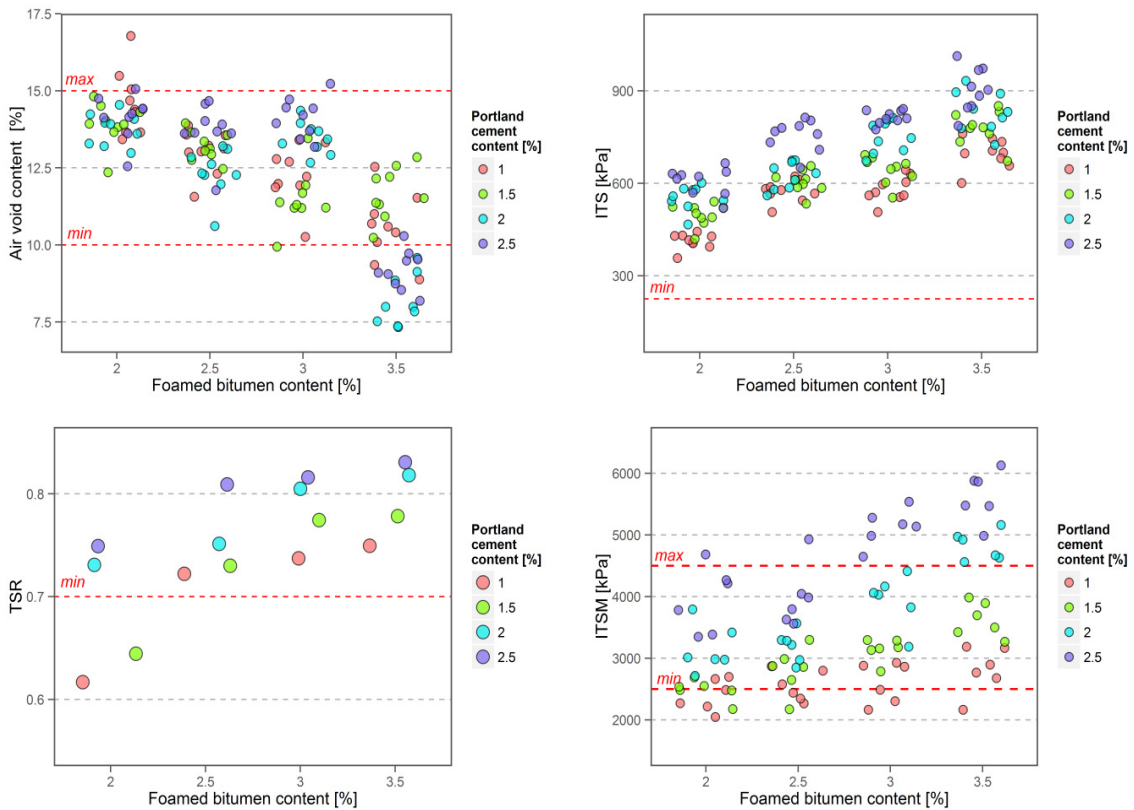 17.5
15.0
12.5
10.0
7.5
max
min
Air void content [%]
2
2.5
3
3.5
Foamed bitumen content [%]
Portland
cement
content [%]
1
1.5
2
2.5
900
600
300
min
ITS [kPa]
2
2.5
3
3.5
Foamed bitumen content [%]
Portland
cement
content [%]
1
1.5
2
2.5
0.8
0.7
0.6
min
TSR
2
2.5
3
3.5
Foamed bitumen content [%]
Portland
cement
content [%]
1
1.5
2
2.5
6000
5000
4000
3000
2000
max
min
ITSM [kPa]
2
2.5
3
3.5
Foamed bitumen content [%]
Portland
cement
content [%]
1
1.5
2
2.5